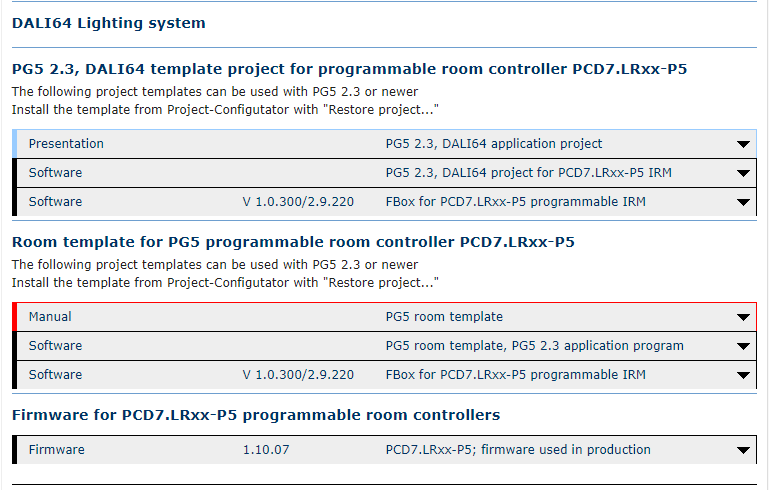 DALI64 Lighting system
PG5 2.3, DALI64 template project for programmable room controller PCD7.LRxx-P5
The following project templates can be used with PG5 2.3 or newer
Install the template from Project-Configutator with "Restore project..."
Presentation PG5 2.3, DALI64 application project
Software PG5 2.3, DALI64 project for PCD7.LRxx-P5 IRM
Software V 1.0.300/2.9.220 FBox for PCD7.LRxx-P5 programmable IRM
Room template for PG5 programmable room controller PCD7.LRxx-P5
The following project templates can be used with PG5 2.3 or newer
Install the template from Project-Configutator with "Restore project..."
Manual PG5 room template
Software PG5 room template, PG5 2.3 application program
Software V 1.0.300/2.9.220 FBox for PCD7.LRxx-P5 programmable IRM
Firmware for PCD7.LRxx-P5 programmable room controllers
Firmware 1.10.07 PCD7.LRxx-P5; firmware used in production